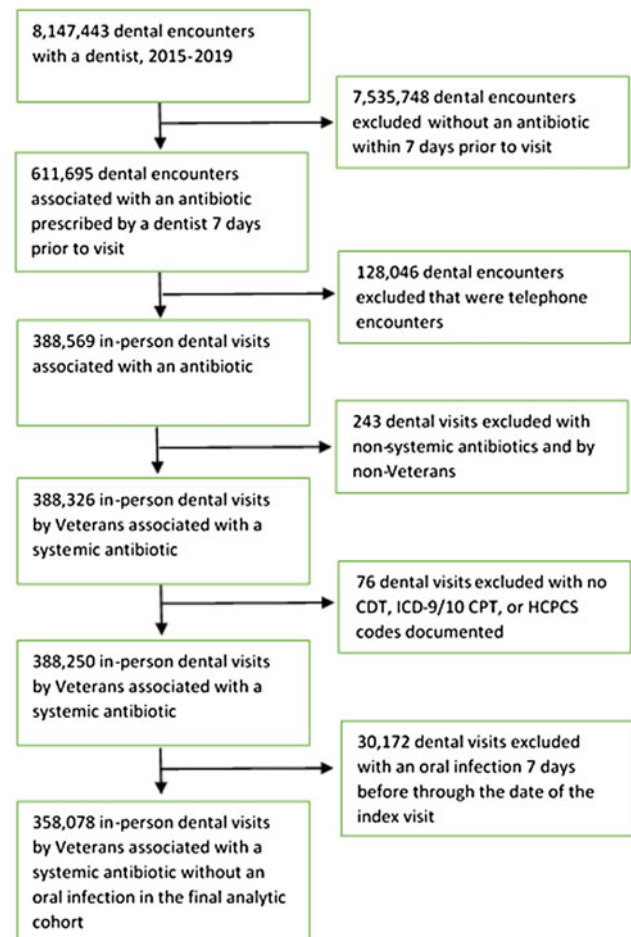 8,147,443 dental encounters
with a dentist, 2015-2019
7,535,748 dental encounters
excluded without an antibiotic
within 7 days prior to visit
611,695 dental encounters
associated with an antibiotic
prescribed by a dentist 7 days
prior to visit
128,046 dental encounters
excluded that were telephone
encounters
388,569 in-person dental visits
associated with an antibiotic
243 dental visits excluded with
non-systemic antibiotics and by
non-Veterans
388,326 in-person dental visits
by Veterans associated with a
systemic antibiotic
76 dental visits excluded with no
CDT, ICD-9/10 CPT, or HCPCS
codes documented
388,250 in-person dental visits
by Veterans associated with a
systemic antibiotic
30,172 dental visits excluded
with an oral infection 7 days
before through the date of the
index visit
358,078 in-person dental visits
by Veterans associated with a
systemic antibiotic without an
oral infection in the final analytic
cohort